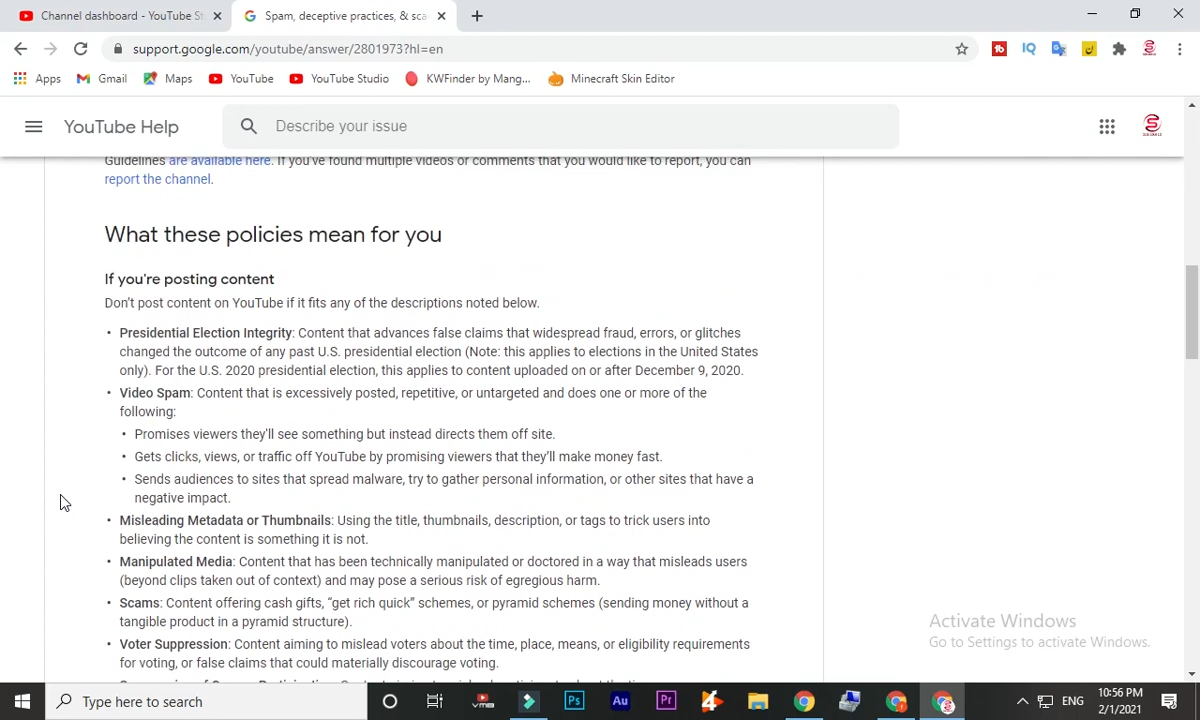 Channel dashboard - YouTube St
Spam, deceptive practices, & sca
support.google.com/youtube/answer/2801973?hl=en
Apps
Gmail
Maps
YouTube
YouTube Studio
KWFinder by Mang...
Minecraft Skin Editor
YouTube Help
Describe your issue
Guidelines are available here. If you've found multiple videos or comments that you would like to report, you can
report the channel.
What these policies mean for you
If you're posting content
Don't post content on YouTube if it fits any of the descriptions noted below.
• Presidential Election Integrity: Content that advances false claims that widespread fraud, errors, or glitches
changed the outcome of any past U.S. presidential election (Note: this applies to elections in the United States
only). For the U.S. 2020 presidential election, this applies to content uploaded on or after December 9, 2020.
• Video Spam: Content that is excessively posted, repetitive, or untargeted and does one or more of the
following:
• Promises viewers they'll see something but instead directs them off site.
• Gets clicks, views, or traffic off YouTube by promising viewers that they'll make money fast.
• Sends audiences to sites that spread malware, try to gather personal information, or other sites that have a
negative impact.
• Misleading Metadata or Thumbnails: Using the title, thumbnails, description, or tags to trick users into
believing the content is something it is not.
• Manipulated Media: Content that has been technically manipulated or doctored in a way that misleads users
(beyond clips taken out of context) and may pose a serious risk of egregious harm.
• Scams: Content offering cash gifts, “get rich quick” schemes, or pyramid schemes (sending money without a
tangible product in a pyramid structure).
• Voter Suppression: Content aiming to mislead voters about the time, place, means, or eligibility requirements
for voting, or false claims that could materially discourage voting.
Activate Windows
Go to Settings to activate Windows.
Type here to search
Ps
Au
Pr
ENG
10:56 PM
2/1/2021